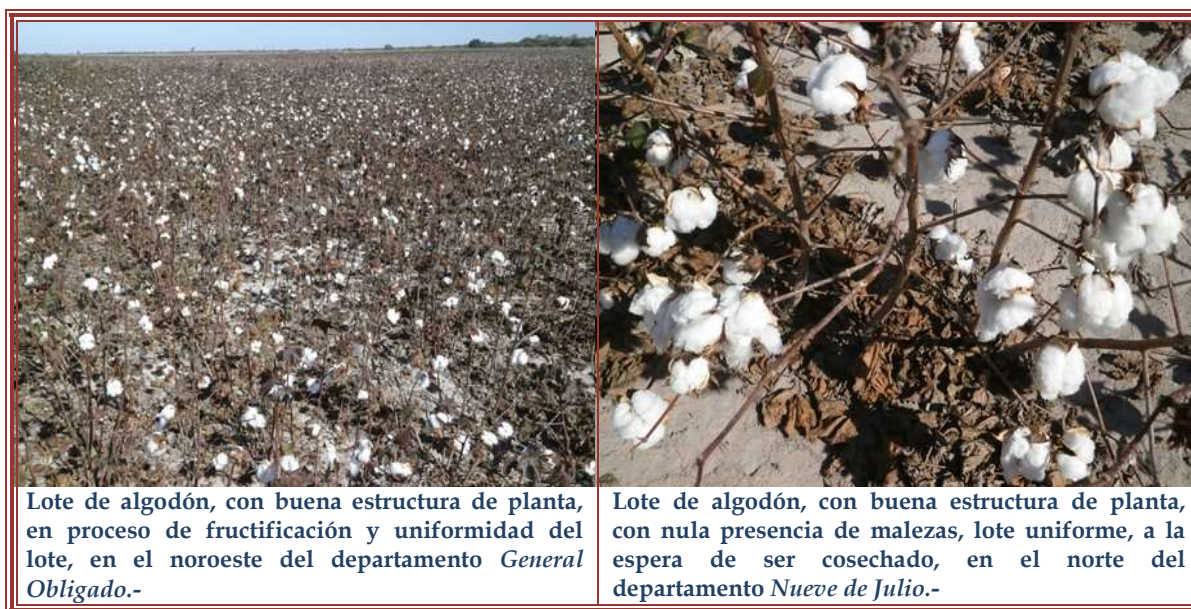 Lote de algodón, con buena estructura de planta,
en proceso de fructificación y uniformidad del
lote, en el noroeste del departamento General
Obligado.-
Lote de algodón, con buena estructura de planta,
con nula presencia de malezas, lote uniforme, a la
espera de ser cosechado, en el norte del
departamento Nueve de Julio.-